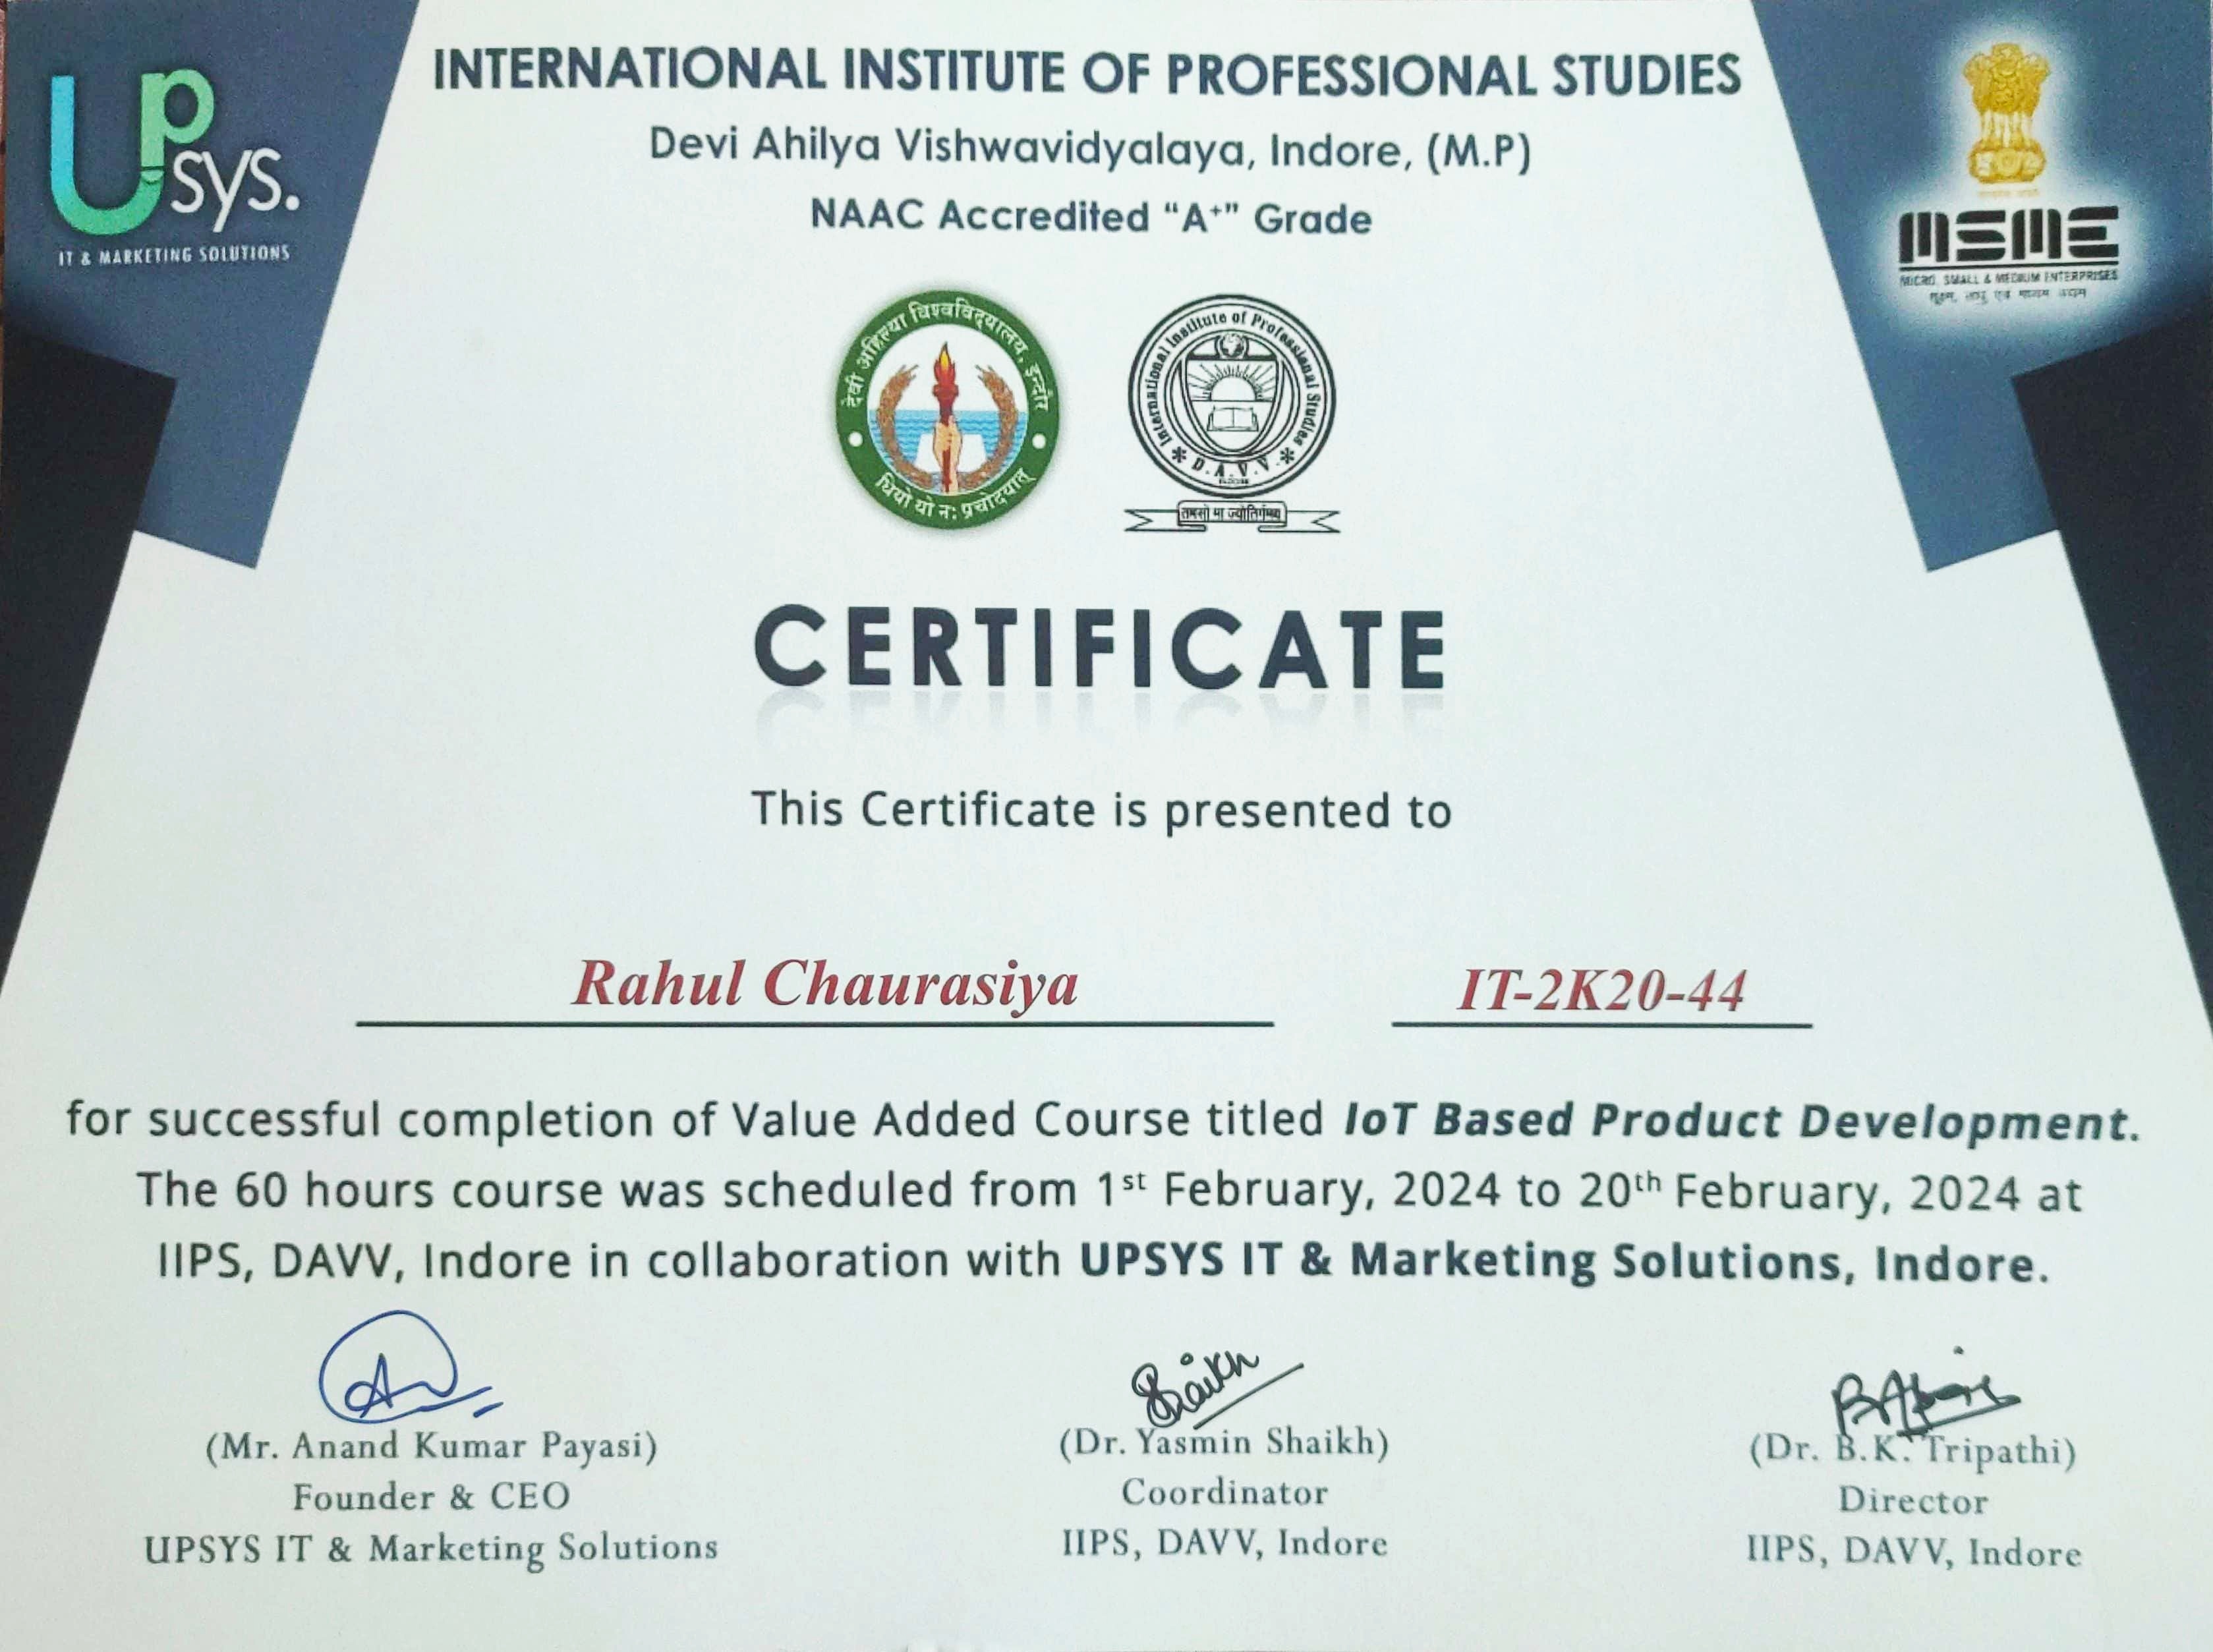 Upsys.
IT & MARKETING SOLUTIONS
INTERNATIONAL INSTITUTE OF PROFESSIONAL STUDIES
Devi Ahilya Vishwavidyalaya, Indore, (M.P)
NAAC Accredited “A+” Grade
MSME
MICRO, SMALL & MEDIUM ENTERPRISES
सूक्ष्म, लघु एवं मध्यम उद्यम
देवी अहिल्या विश्वविद्यालय, इन्दौर
धियो यो नः प्रचोदयात्
International Institute of Professional Studies
D.A.V.V.
तमसो मा ज्योतिर्गमय
CERTIFICATE
This Certificate is presented to
Rahul Chaurasiya IT-2K20-44
for successful completion of Value Added Course titled IoT Based Product Development.
The 60 hours course was scheduled from 1st February, 2024 to 20th February, 2024 at
IIPS, DAVV, Indore in collaboration with UPSYS IT & Marketing Solutions, Indore.
Shaikh
(Mr. Anand Kumar Payasi) (Dr. Yasmin Shaikh) (Dr. B.K. Tripathi)
Founder & CEO Coordinator Director
UPSYS IT & Marketing Solutions IIPS, DAVV, Indore IIPS, DAVV, Indore